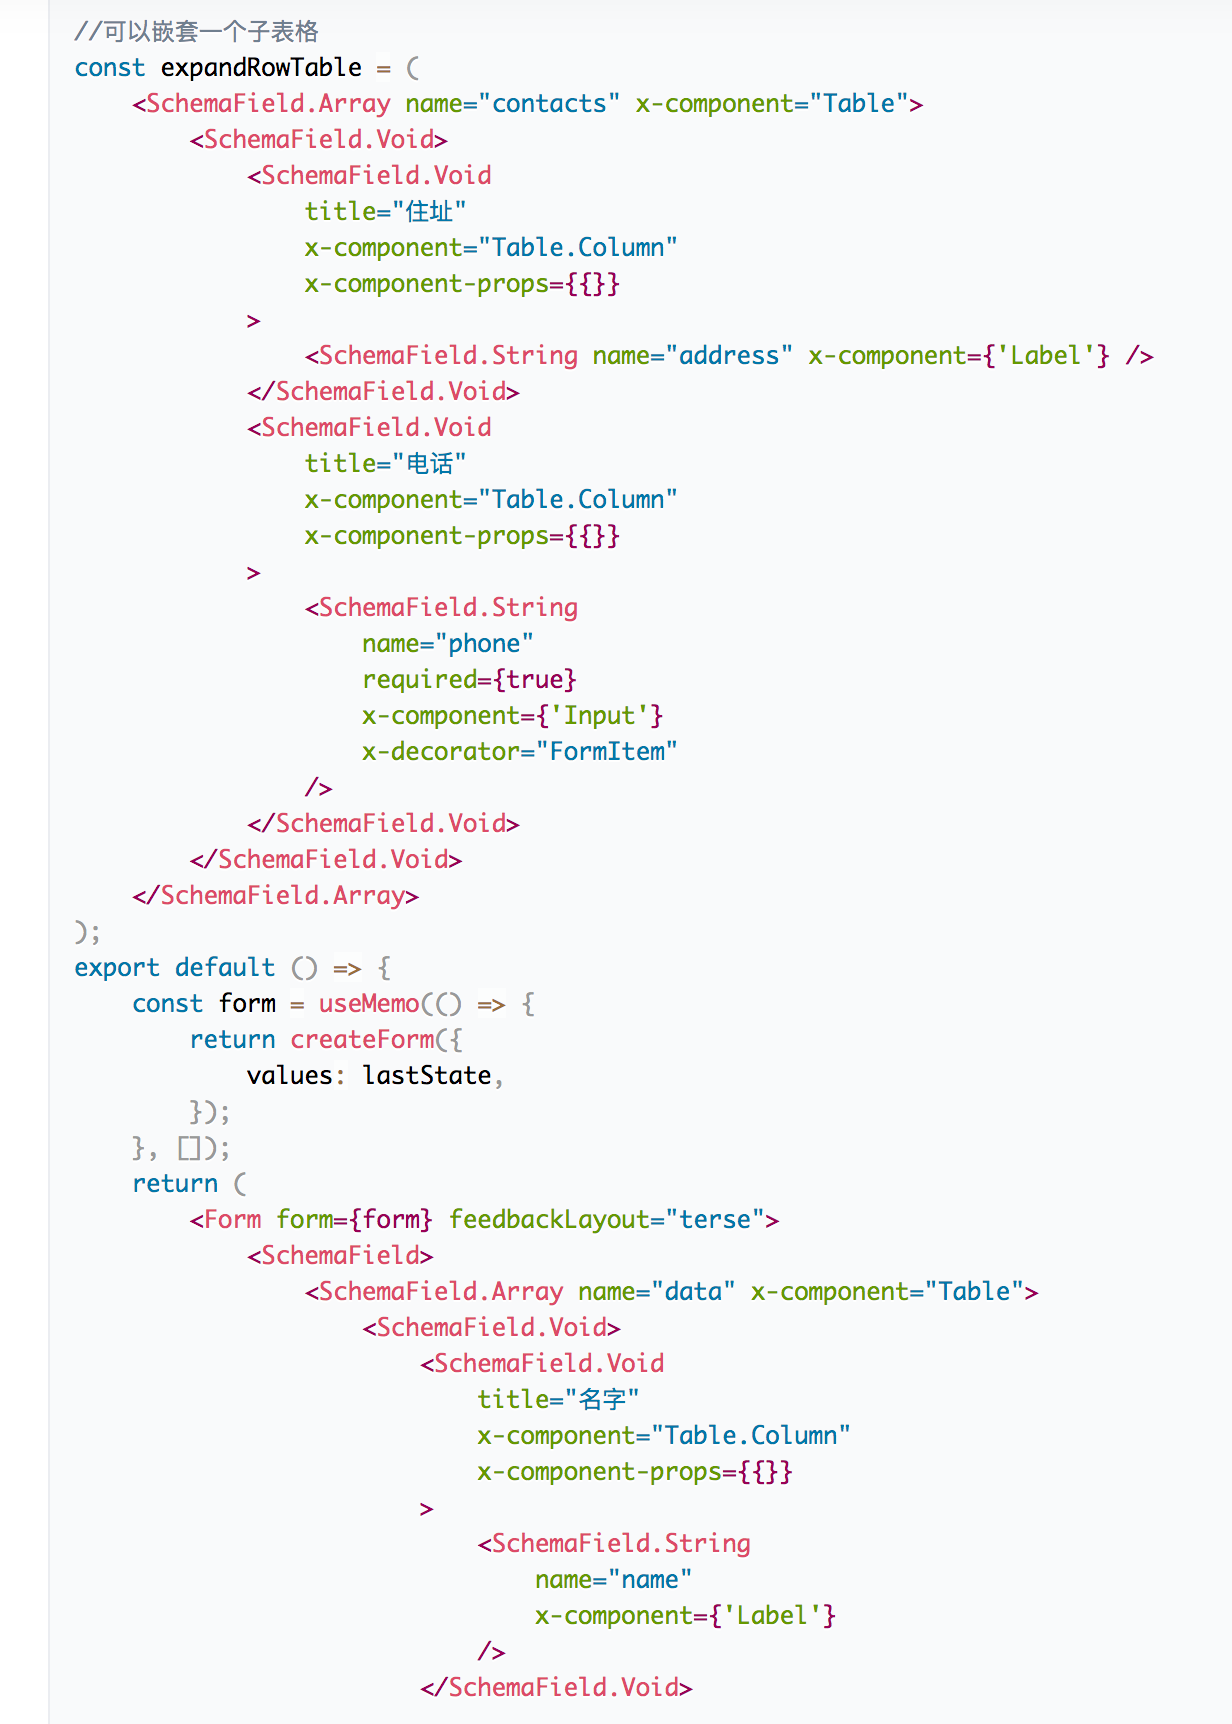 //可以嵌套一个子表格
const expandRowTable = (
    <SchemaField.Array name="contacts" x-component="Table">
        <SchemaField.Void>
            <SchemaField.Void
                title="住址"
                x-component="Table.Column"
                x-component-props={{}}
            >
                <SchemaField.String name="address" x-component={'Label'} />
            </SchemaField.Void>
            <SchemaField.Void
                title="电话"
                x-component="Table.Column"
                x-component-props={{}}
            >
                <SchemaField.String
                    name="phone"
                    required={true}
                    x-component={'Input'}
                    x-decorator="FormItem"
                />
            </SchemaField.Void>
        </SchemaField.Void>
    </SchemaField.Array>
);
export default () => {
    const form = useMemo(() => {
        return createForm({
            values: lastState,
        });
    }, []);
    return (
        <Form form={form} feedbackLayout="terse">
            <SchemaField>
                <SchemaField.Array name="data" x-component="Table">
                    <SchemaField.Void>
                        <SchemaField.Void
                            title="名字"
                            x-component="Table.Column"
                            x-component-props={{}}
                        >
                            <SchemaField.String
                                name="name"
                                x-component={'Label'}
                            />
                        </SchemaField.Void>